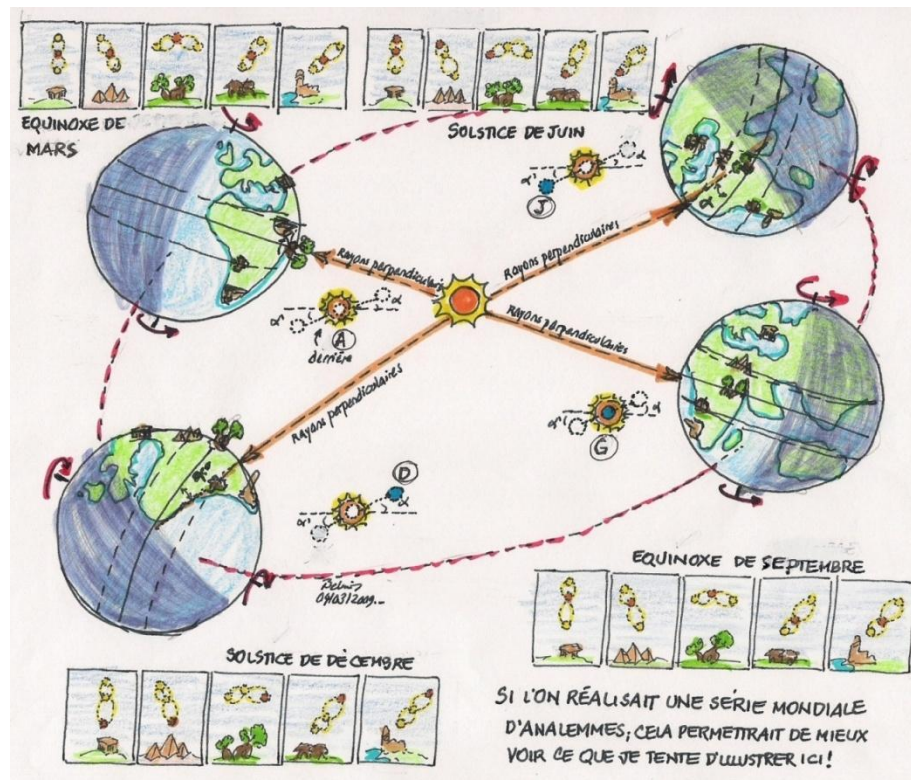 EQUINOXE DE
MARS
SOLSTICE DE JUIN
α
α'
J
Rayons perpendiculaires
Rayons perpendiculaires
Rayons perpendiculaires
Rayons perpendiculaires
α
α'
A
derrière
α
α'
G
D
α
α'
EQUINOXE DE SEPTEMBRE
SOLSTICE DE DÉCEMBRE
SI L'ON RÉALISAIT UNE SÉRIE MONDIALE
D'ANALEMMES, CELA PERMETTRAIT DE MIEUX
VOIR CE QUE JE TENTE D'ILLUSTRER ICI !